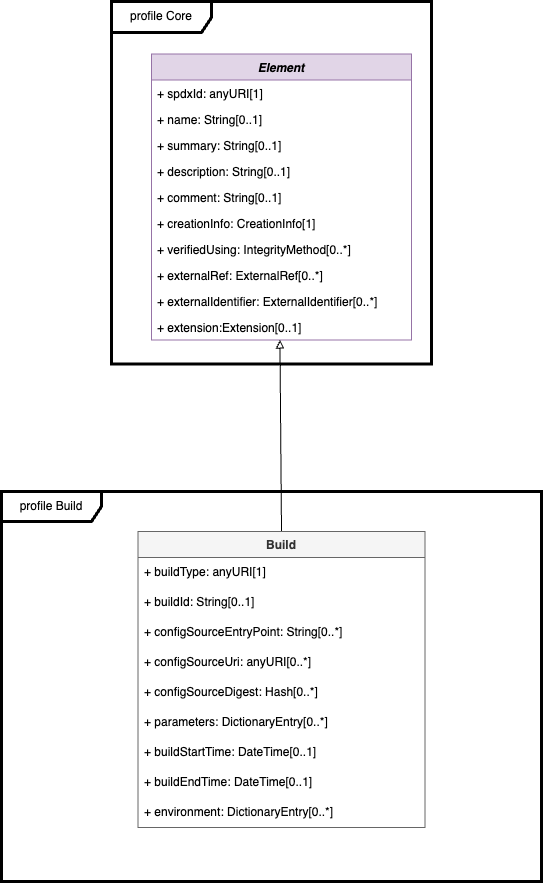 profile Core
Element
+ spdxId: anyURI[1]
+ name: String[0..1]
+ summary: String[0..1]
+ description: String[0..1]
+ comment: String[0..1]
+ creationInfo: CreationInfo[1]
+ verifiedUsing: IntegrityMethod[0..*]
+ externalRef: ExternalRef[0..*]
+ externalIdentifier: ExternalIdentifier[0..*]
+ extension:Extension[0..1]
profile Build
Build
+ buildType: anyURI[1]
+ buildId: String[0..1]
+ configSourceEntryPoint: String[0..*]
+ configSourceUri: anyURI[0..*]
+ configSourceDigest: Hash[0..*]
+ parameters: DictionaryEntry[0..*]
+ buildStartTime: DateTime[0..1]
+ buildEndTime: DateTime[0..1]
+ environment: DictionaryEntry[0..*]